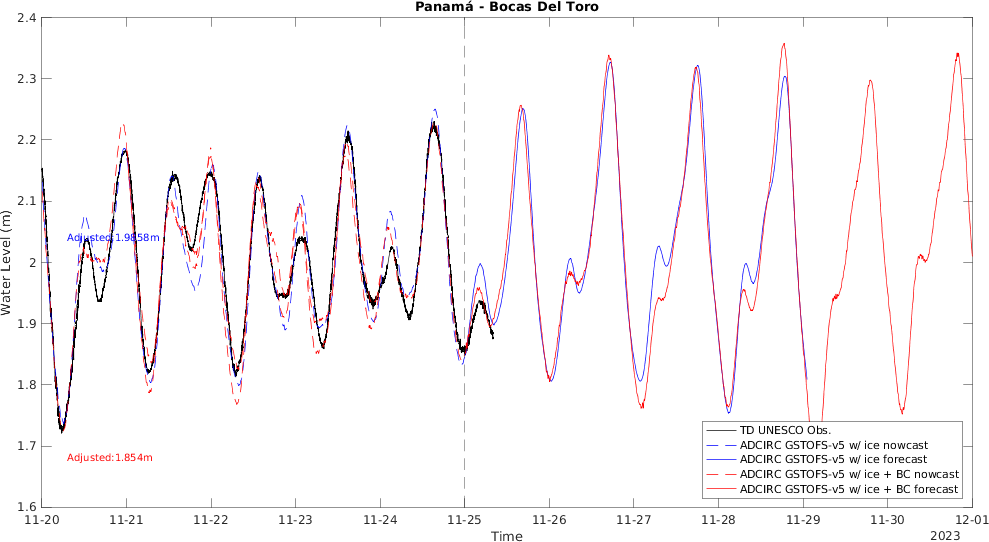 Panamá - Bocas Del Toro
Water Level (m)
2.4
2.3
2.2
2.1
2
1.9
1.8
1.7
1.6
Adjusted:1.9858m
Adjusted:1.854m
TD UNESCO Obs.
ADCIRC GSTOFS-v5 w/ ice nowcast
ADCIRC GSTOFS-v5 w/ ice forecast
ADCIRC GSTOFS-v5 w/ ice + BC nowcast
ADCIRC GSTOFS-v5 w/ ice + BC forecast
11-20 11-21 11-22 11-23 11-24 11-25 11-26 11-27 11-28 11-29 11-30 12-01
Time
2023